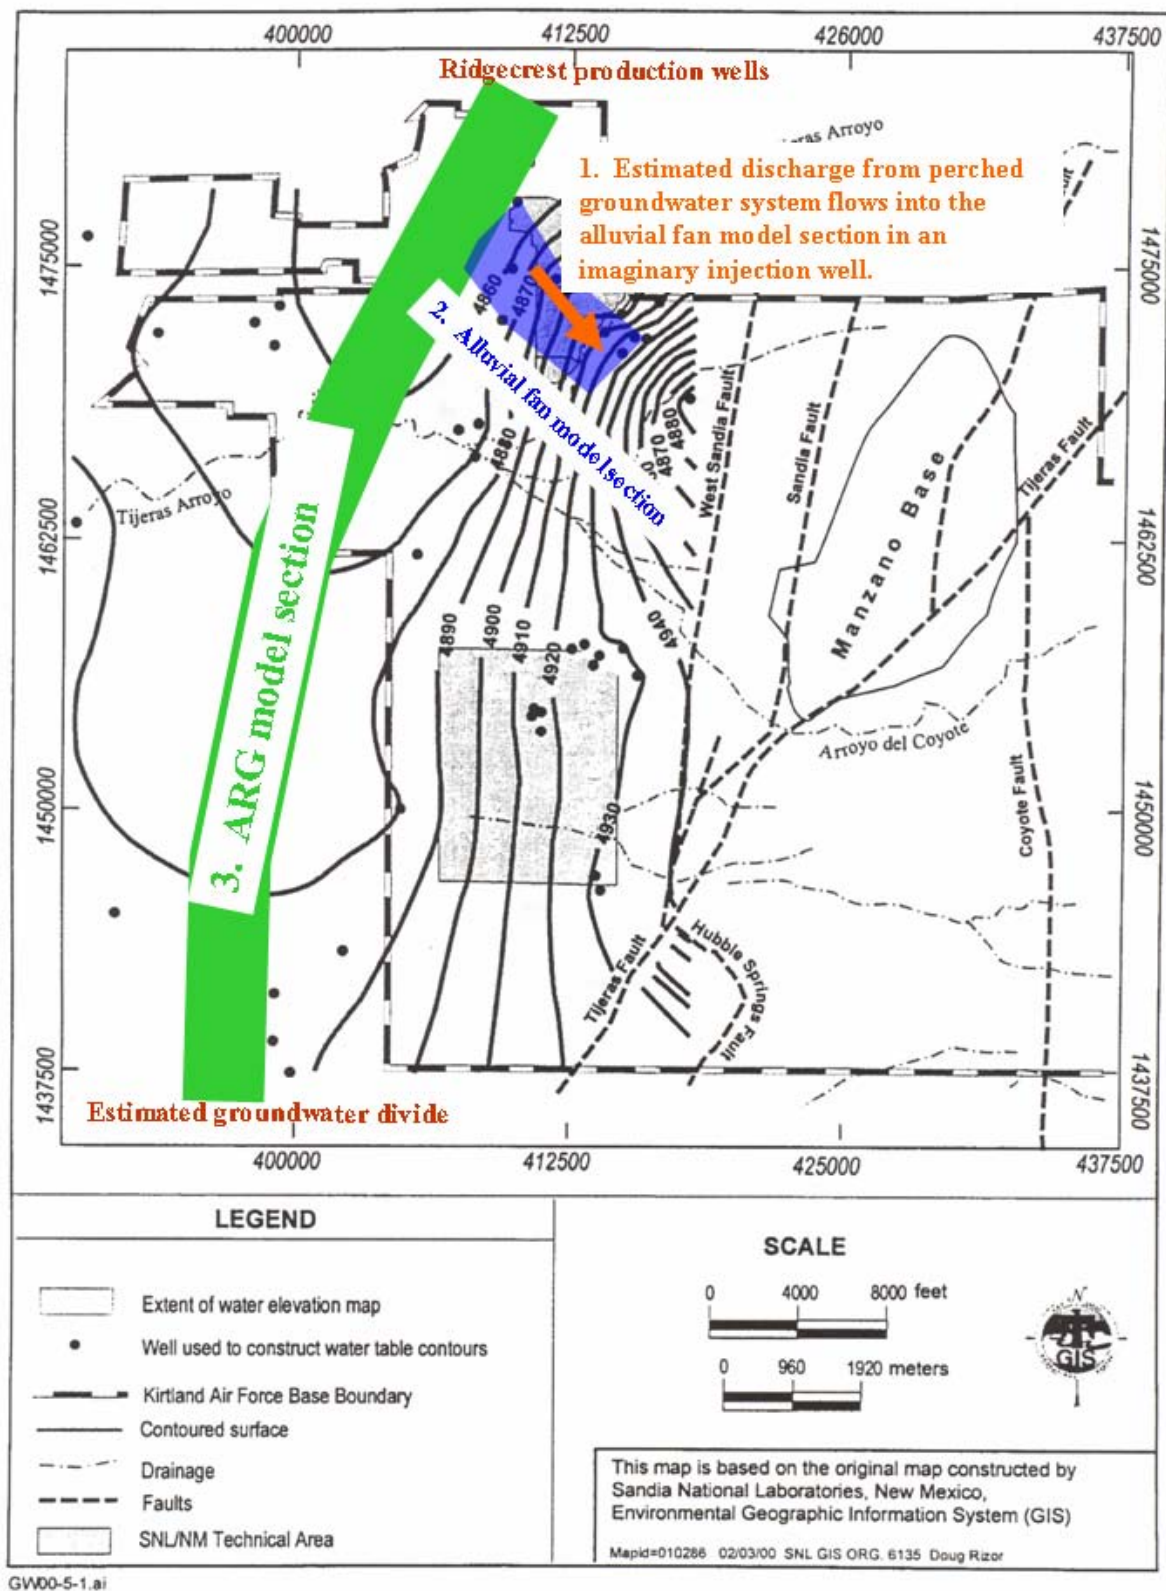 400000
412500
426000
437500
Ridgecrest production wells
Arroyo
1. Estimated discharge from perched
groundwater system flows into the
alluvial fan model section in an
imaginary injection well.
1475000
1475000
4860
4870
2. Alluvial fan model section
4880
4870
4880
West Sandia Fault
Sandia Fault
Manzano Base
Tijeras Fault
Tijeras Arroyo
1462500
1462500
3. ARG model section
4890
4900
4910
4920
4940
Arroyo del Coyote
Coyote Fault
1450000
1450000
4930
Tijeras Fault
Hubble Springs
Fault
1437500
1437500
Estimated groundwater divide
400000
412500
425000
437500
LEGEND
Extent of water elevation map
Well used to construct water table contours
Kirtland Air Force Base Boundary
Contoured surface
Drainage
Faults
SNL/NM Technical Area
SCALE
0 4000 8000 feet
0 960 1920 meters
N
GIS
This map is based on the original map constructed by
Sandia National Laboratories, New Mexico,
Environmental Geographic Information System (GIS)
MapId=010286 02/03/00 SNL GIS ORG. 6135 Doug Rizor
GW00-5-1.ai